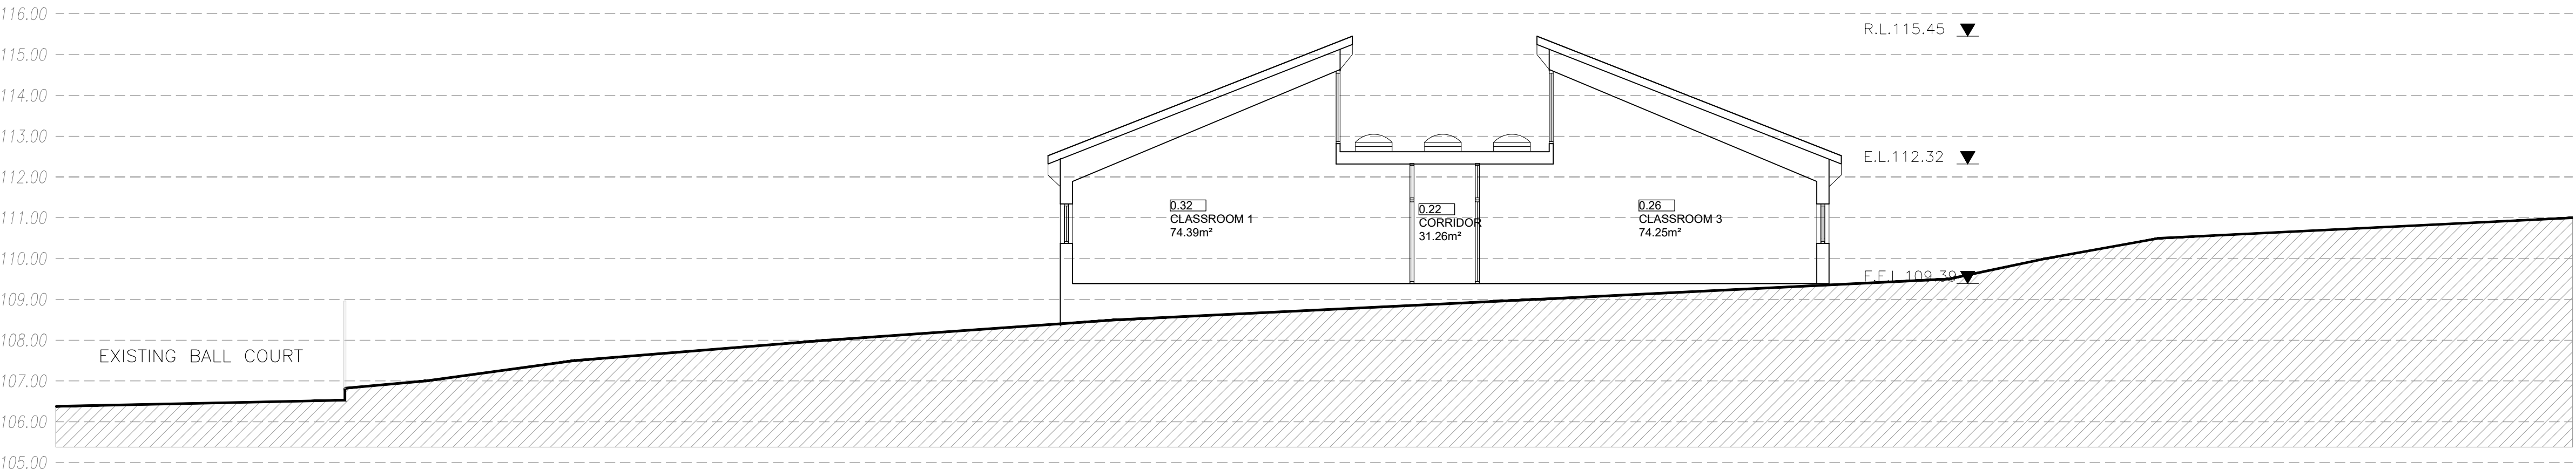 116.00
R.L.115.45
115.00
114.00
113.00
E.L.112.32
112.00
0.32
CLASSROOM 1
74.39m²
0.22
CORRIDOR
31.26m²
0.26
CLASSROOM 3
74.25m²
111.00
110.00
F.F.L.109.39
109.00
108.00
EXISTING BALL COURT
107.00
106.00
105.00